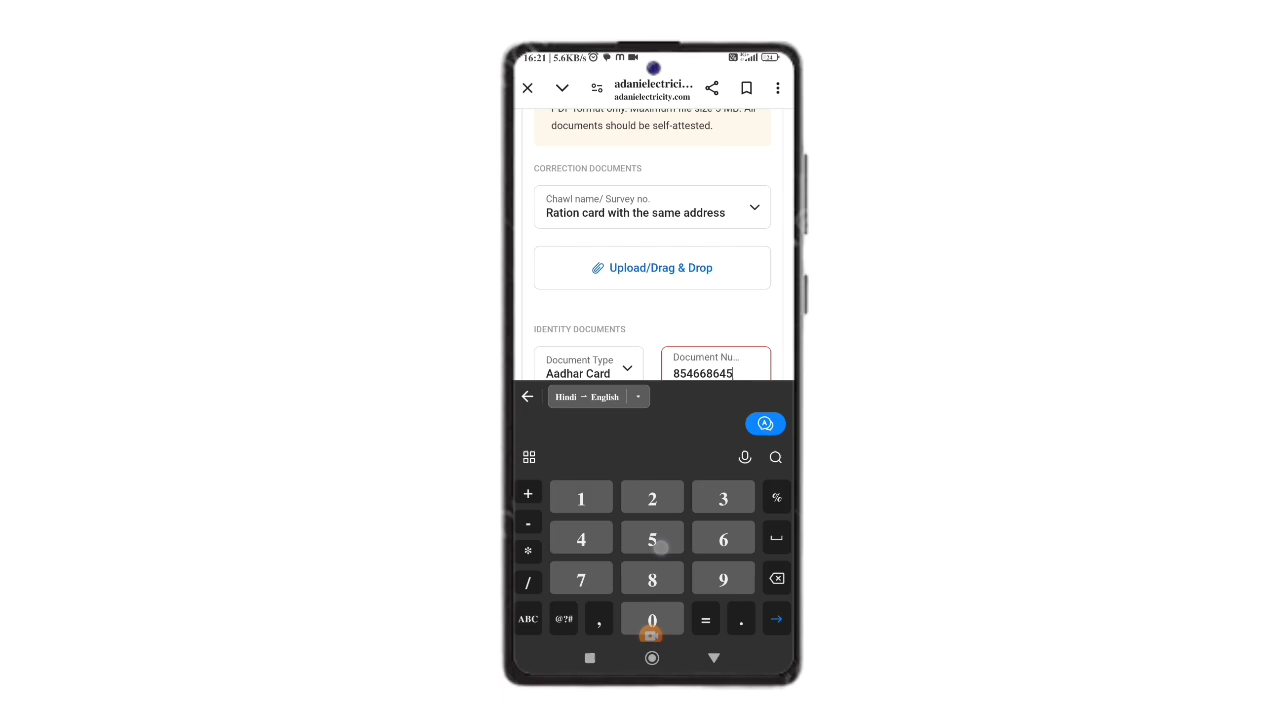 16:21 | 5.6KB/s
adanielectrici...
adanielectricity.com
PDF format only. Maximum file size 5 MB. All
documents should be self-attested.
CORRECTION DOCUMENTS
Chawl name/ Survey no.
Ration card with the same address
Upload/Drag & Drop
IDENTITY DOCUMENTS
Document Type
Aadhar Card
Document Nu...
854668645
Hindi → English
+ 1 2 3 %
- 4 5 6
*
/ 7 8 9
ABC @?# , 0 = .